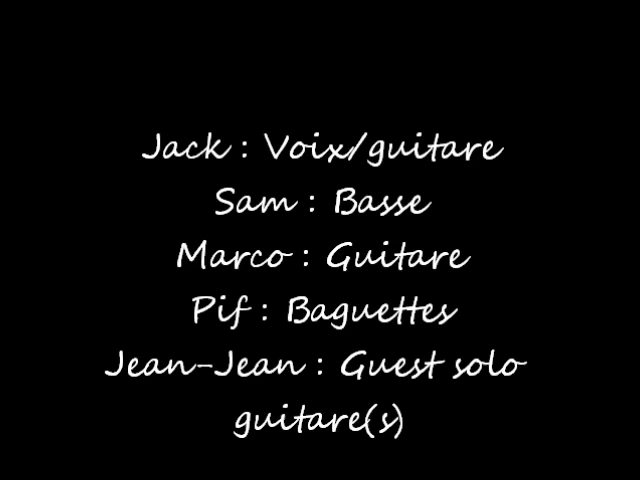 Jack : Voix/guitare
Sam : Basse
Marco : Guitare
Pif : Baguettes
Jean-Jean : Guest solo
guitare(s)